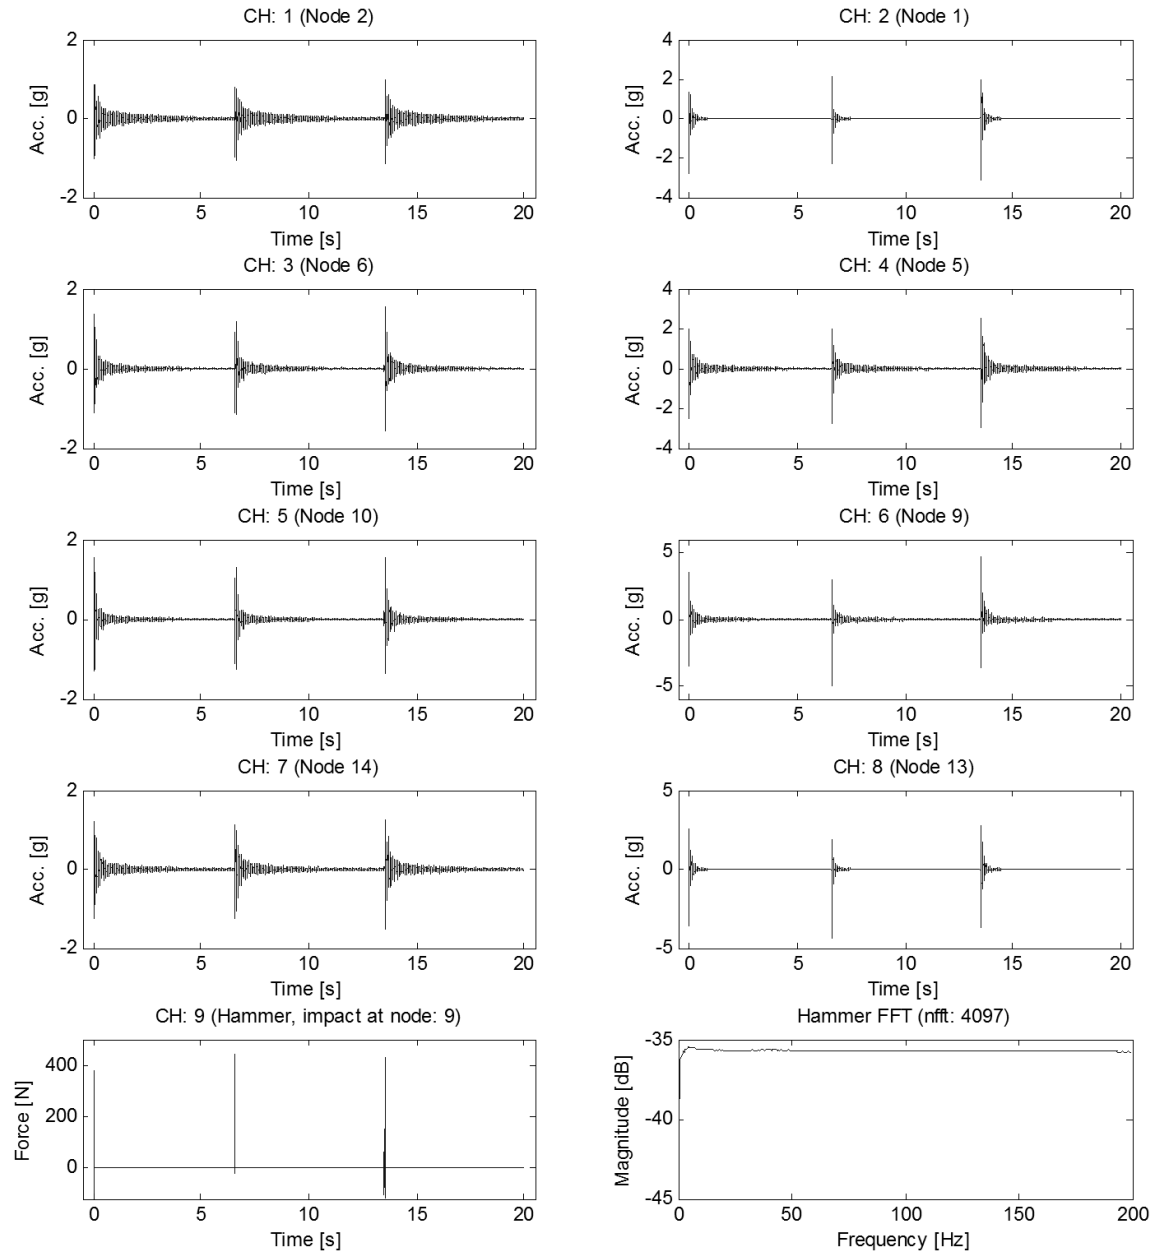 CH: 1 (Node 2)
2
0
-2
Acc. [g]
0 5 10 15 20
Time [s]
CH: 2 (Node 1)
4
2
0
-2
-4
Acc. [g]
0 5 10 15 20
Time [s]
CH: 3 (Node 6)
2
0
-2
Acc. [g]
0 5 10 15 20
Time [s]
CH: 4 (Node 5)
4
2
0
-2
-4
Acc. [g]
0 5 10 15 20
Time [s]
CH: 5 (Node 10)
2
0
-2
Acc. [g]
0 5 10 15 20
Time [s]
CH: 6 (Node 9)
5
0
-5
Acc. [g]
0 5 10 15 20
Time [s]
CH: 7 (Node 14)
2
0
-2
Acc. [g]
0 5 10 15 20
Time [s]
CH: 8 (Node 13)
5
0
-5
Acc. [g]
0 5 10 15 20
Time [s]
CH: 9 (Hammer, impact at node: 9)
400
200
0
Force [N]
0 5 10 15 20
Time [s]
Hammer FFT (nfft: 4097)
-35
-40
-45
Magnitude [dB]
0 50 100 150 200
Frequency [Hz]